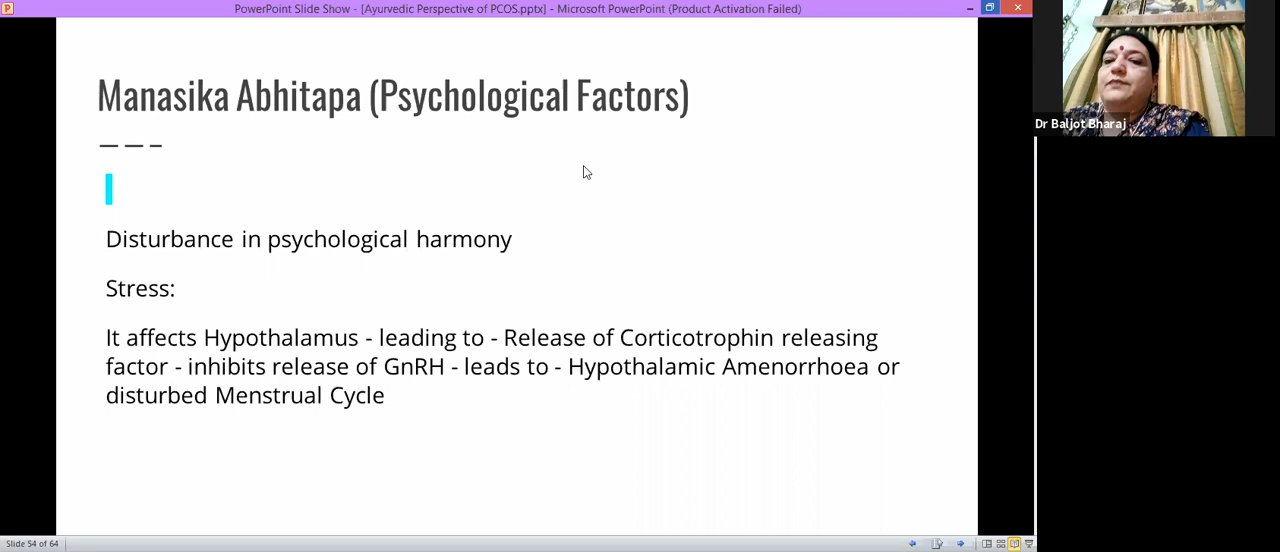 PowerPoint Slide Show - [Ayurvedic Perspective of PCOS.pptx] - Microsoft PowerPoint (Product Activation Failed)
Manasika Abhitapa (Psychological Factors)
Disturbance in psychological harmony
Stress:
It affects Hypothalamus - leading to - Release of Corticotrophin releasing
factor - inhibits release of GnRH - leads to - Hypothalamic Amenorrhoea or
disturbed Menstrual Cycle
Dr Baljot Bharaj
Slide 54 of 64